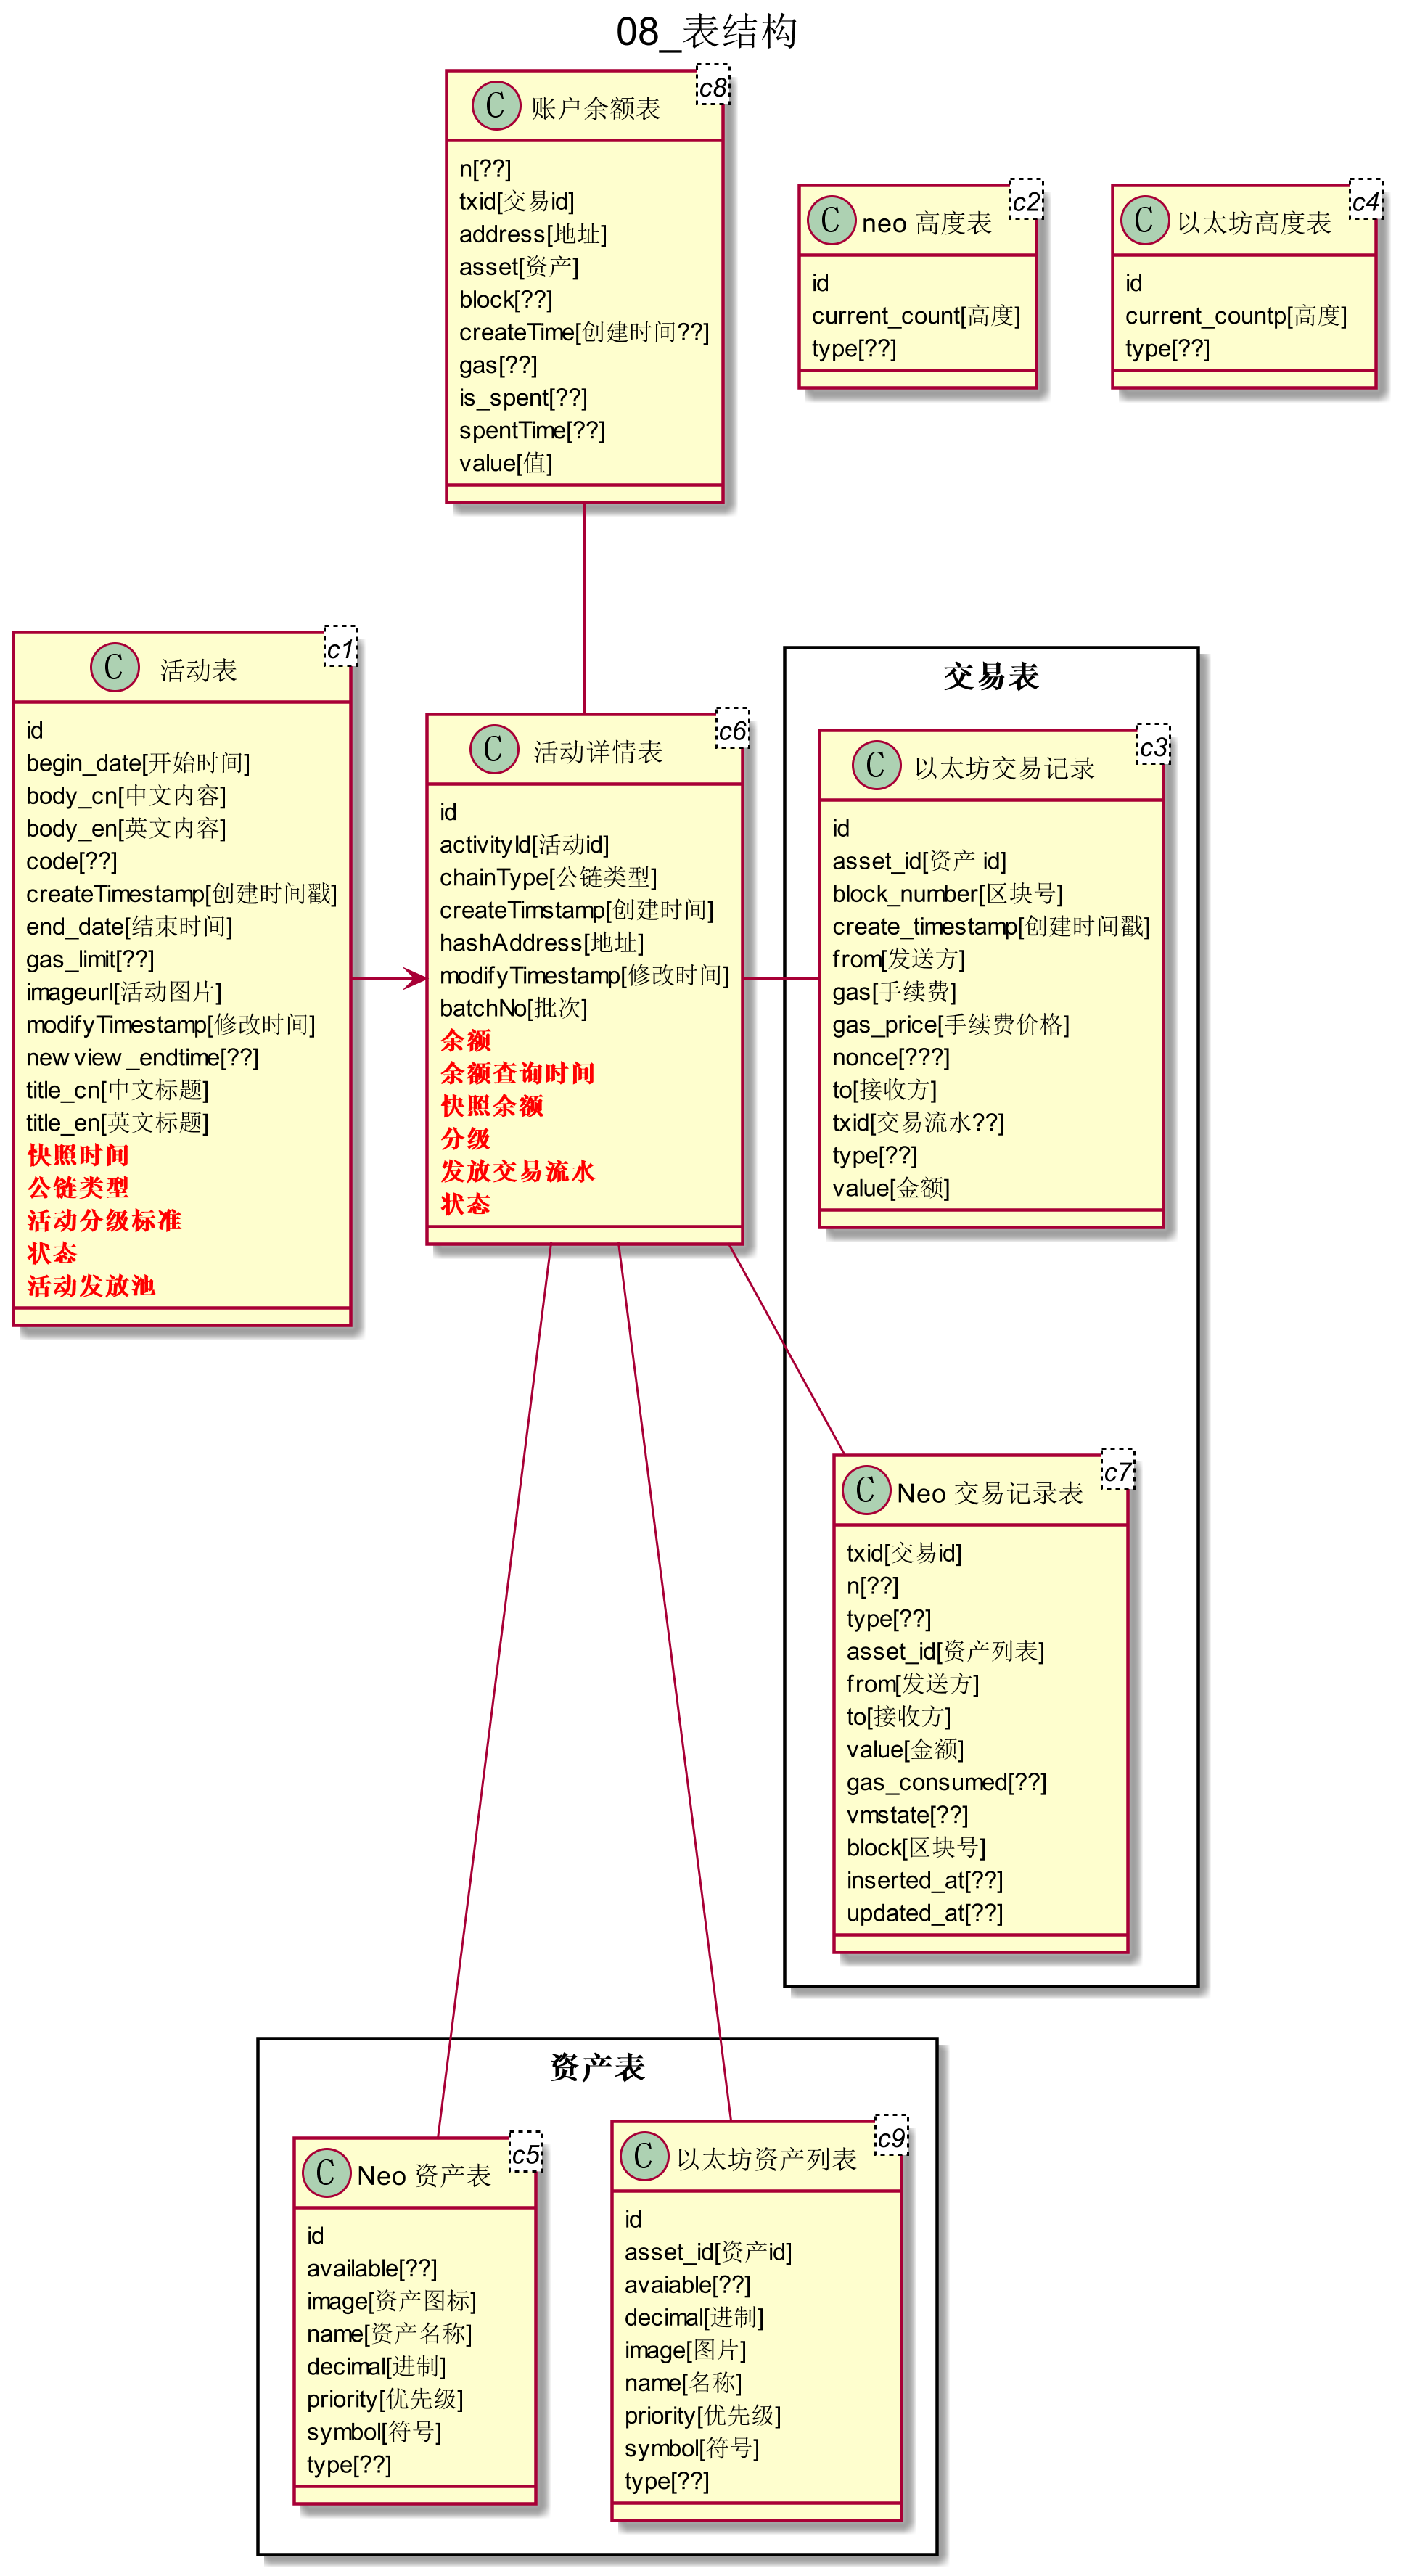 08_表结构
c8
C 账户余额表
n[??]
txid[交易id]
address[地址]
asset[资产]
block[??]
createTime[创建时间??]
gas[??]
is_spent[??]
spentTime[??]
value[值]
c2
C neo 高度表
id
current_count[高度]
type[??]
c4
C 以太坊高度表
id
current_countp[高度]
type[??]
c1
C 活动表
id
begin_date[开始时间]
body_cn[中文内容]
body_en[英文内容]
code[??]
createTimestamp[创建时间戳]
end_date[结束时间]
gas_limit[??]
imageurl[活动图片]
modifyTimestamp[修改时间]
new view _endtime[??]
title_cn[中文标题]
title_en[英文标题]
快照时间
公链类型
活动分级标准
状态
活动发放池
c6
C 活动详情表
id
activityId[活动id]
chainType[公链类型]
createTimstamp[创建时间]
hashAddress[地址]
modifyTimestamp[修改时间]
batchNo[批次]
余额
余额查询时间
快照余额
分级
发放交易流水
状态
交易表
c3
C 以太坊交易记录
id
asset_id[资产 id]
block_number[区块号]
create_timestamp[创建时间戳]
from[发送方]
gas[手续费]
gas_price[手续费价格]
nonce[???]
to[接收方]
txid[交易流水??]
type[??]
value[金额]
c7
C Neo 交易记录表
txid[交易id]
n[??]
type[??]
asset_id[资产列表]
from[发送方]
to[接收方]
value[金额]
gas_consumed[??]
vmstate[??]
block[区块号]
inserted_at[??]
updated_at[??]
资产表
c5
C Neo 资产表
id
available[??]
image[资产图标]
name[资产名称]
decimal[进制]
priority[优先级]
symbol[符号]
type[??]
c9
C 以太坊资产列表
id
asset_id[资产id]
avaiable[??]
decimal[进制]
image[图片]
name[名称]
priority[优先级]
symbol[符号]
type[??]